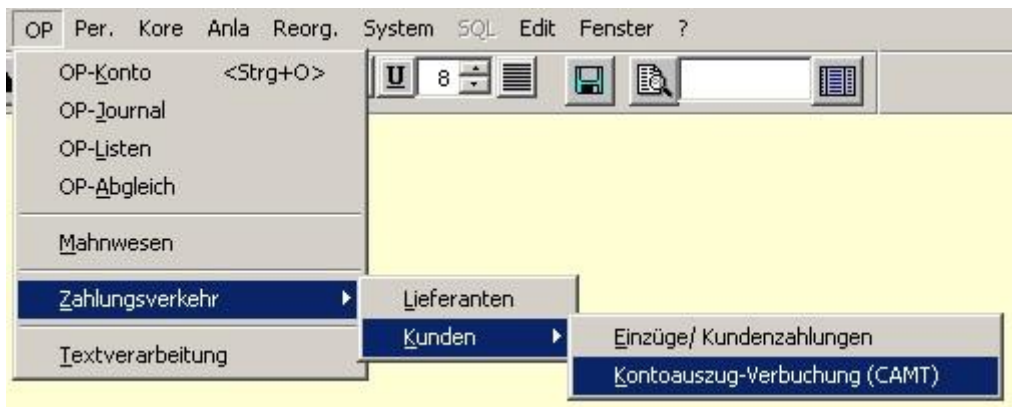 OP Per. Kore Anla Reorg. System SQL Edit Fenster ?
OP-Konto <Strg+O>
U 8
OP-Journal
OP-Listen
OP-Abgleich
Mahnwesen
Zahlungsverkehr
Lieferanten
Kunden
Einzüge/ Kundenzahlungen
Textverarbeitung
Kontoauszug-Verbuchung (CAMT)